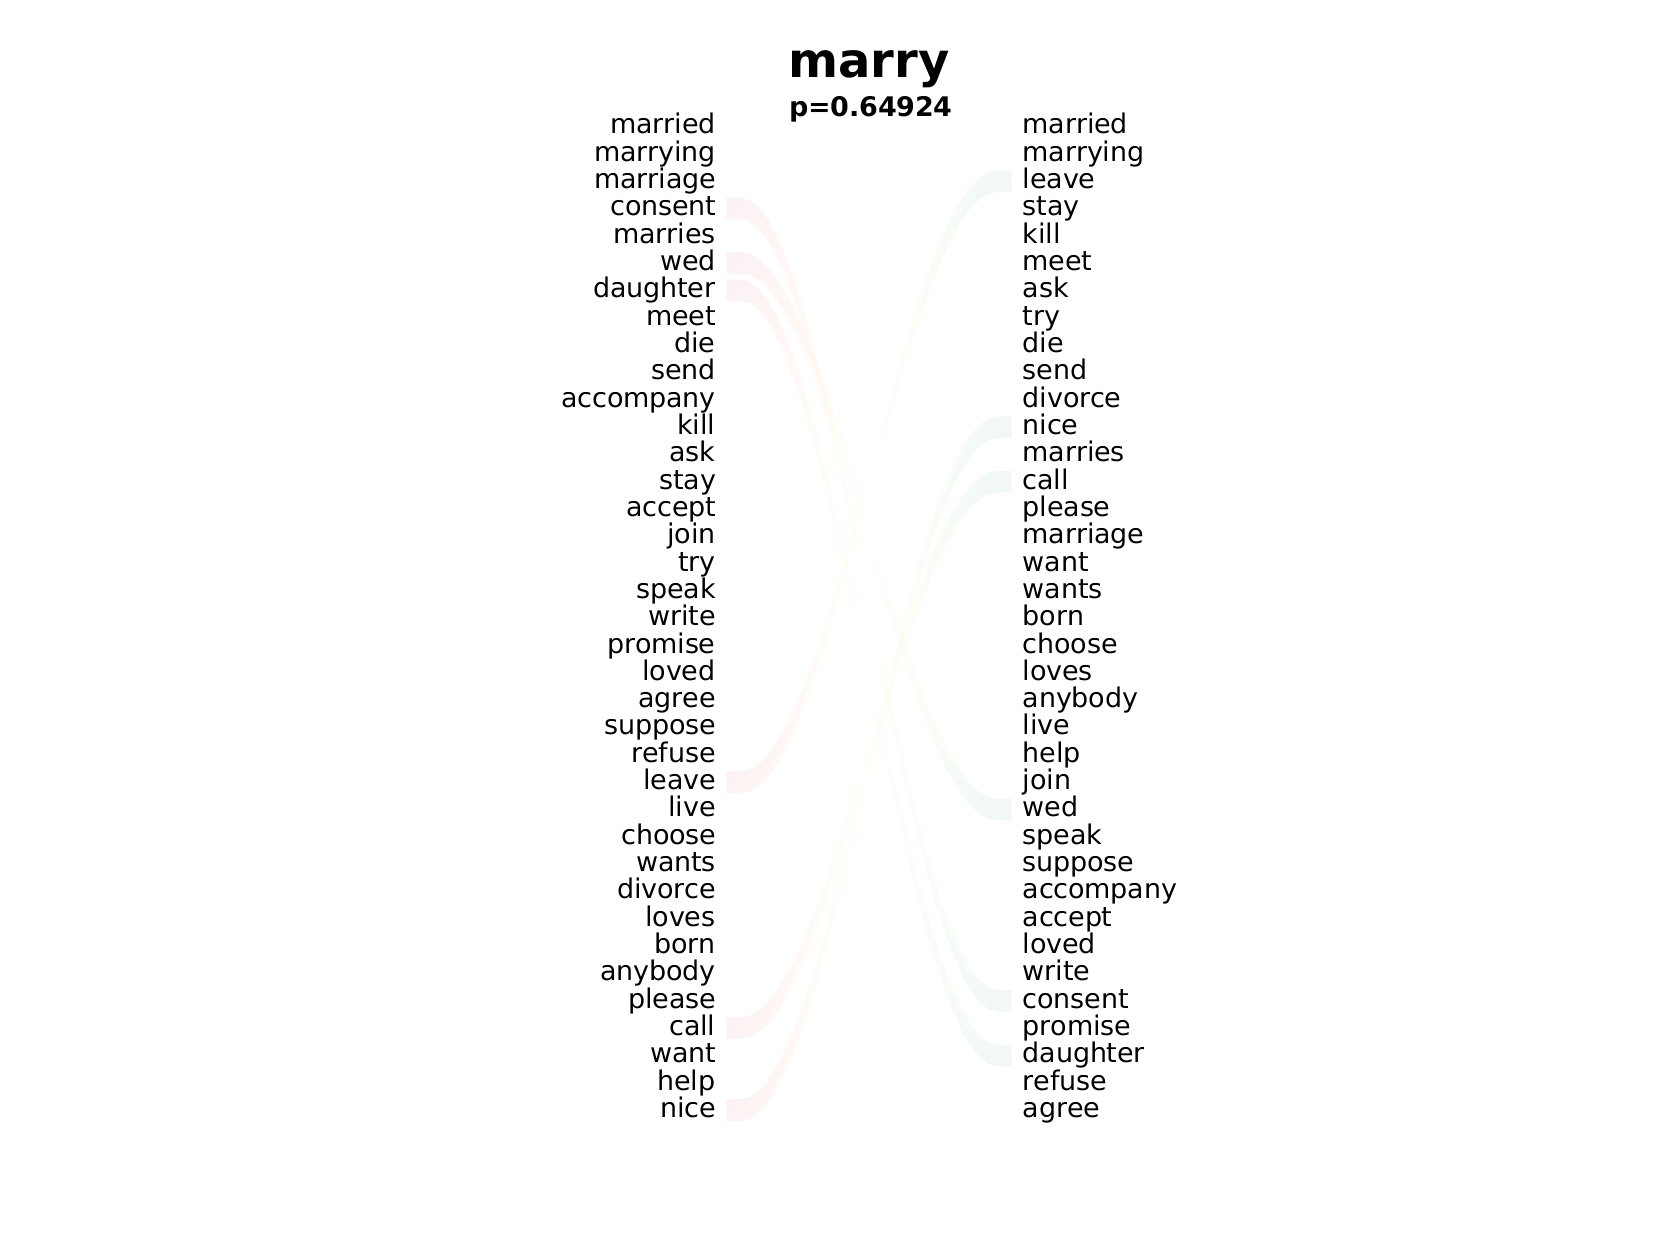 marry
p=0.64924
married married
marrying marrying
marriage leave
consent stay
marries kill
wed meet
daughter ask
meet try
die die
send send
accompany divorce
kill nice
ask marries
stay call
accept please
join marriage
try want
speak wants
write born
promise choose
loved loves
agree anybody
suppose live
refuse help
leave join
live wed
choose speak
wants suppose
divorce accompany
loves accept
born loved
anybody write
please consent
call promise
want daughter
help refuse
nice agree